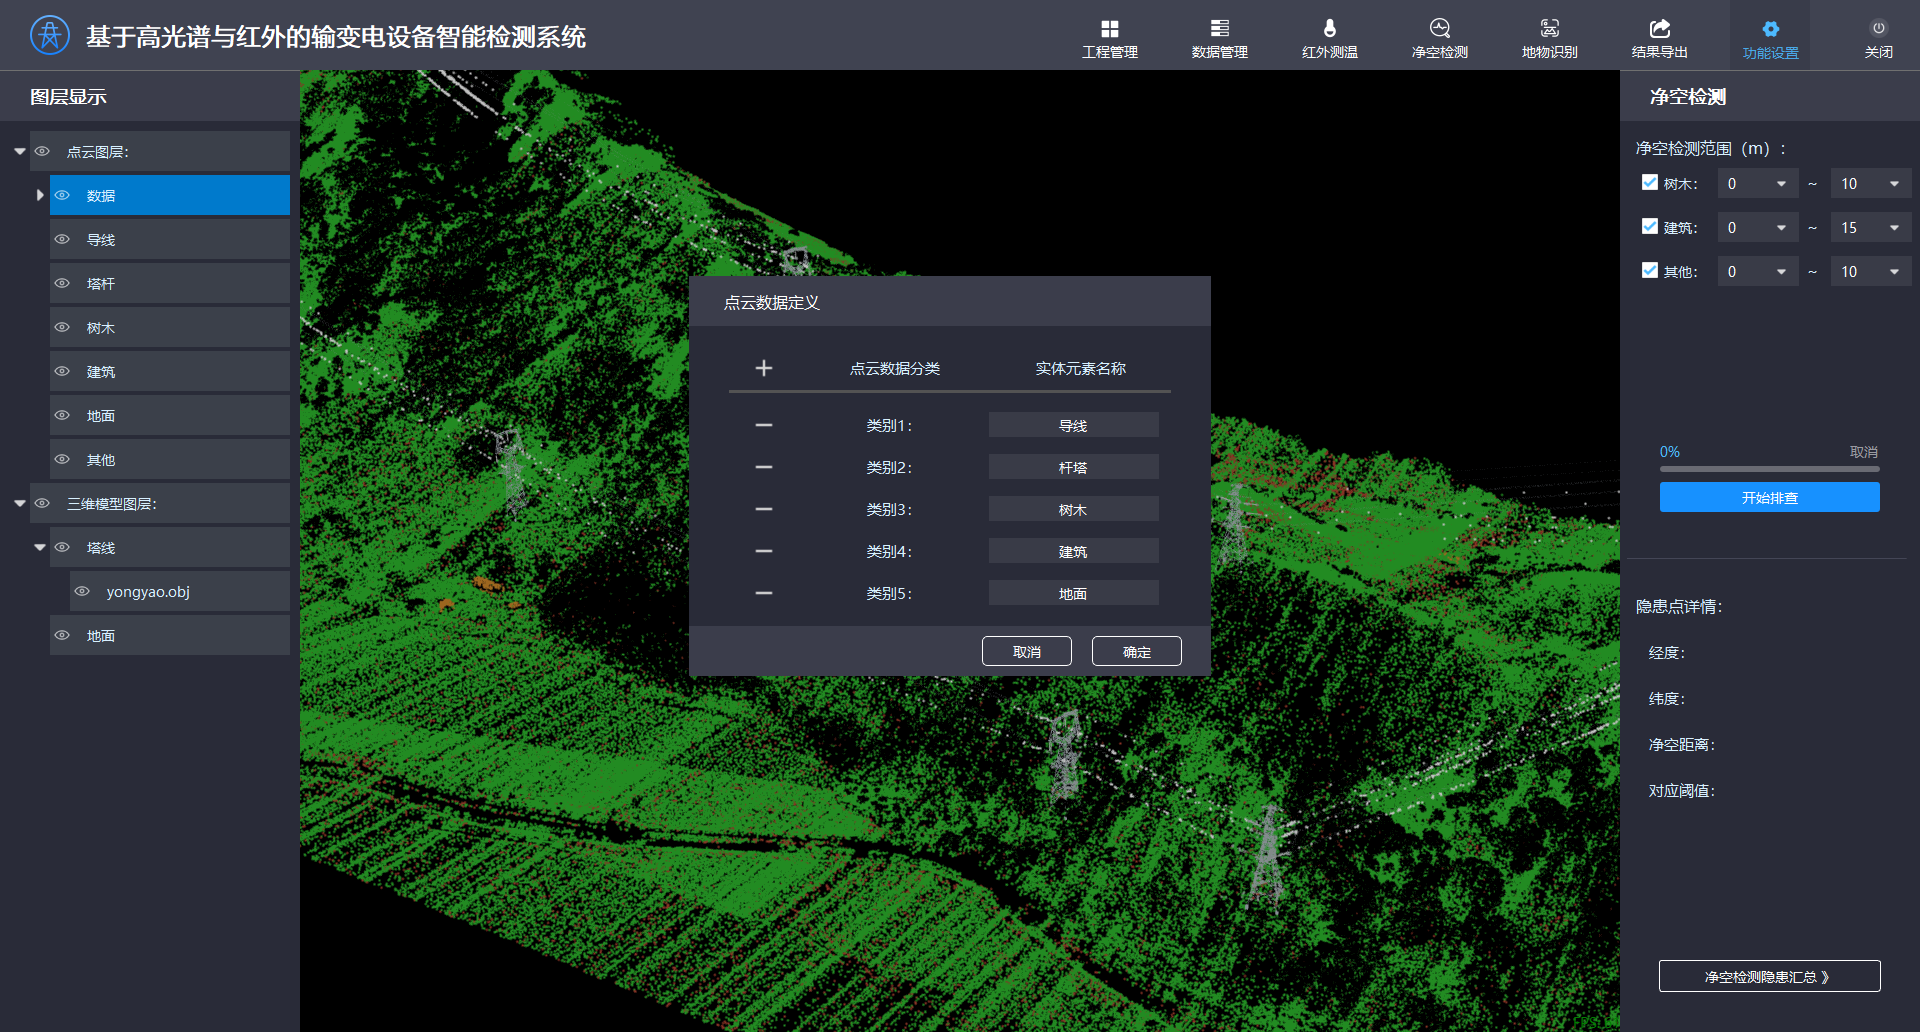 基于高光谱与红外的输变电设备智能检测系统
工程管理
数据管理
红外测温
净空检测
地物识别
结果导出
功能设置
关闭
图层显示
点云图层：
数据
导线
塔杆
树木
建筑
地面
其他
三维模型图层：
塔线
yongyao.obj
地面
点云数据定义
点云数据分类 实体元素名称
类别1： 导线
类别2： 杆塔
类别3： 树木
类别4： 建筑
类别5： 地面
取消 确定
净空检测
净空检测范围（m）：
树木： 0 ~ 10
建筑： 0 ~ 15
其他： 0 ~ 10
0% 取消
开始排查
隐患点详情：
经度：
纬度：
净空距离：
对应阈值：
净空检测隐患汇总 》